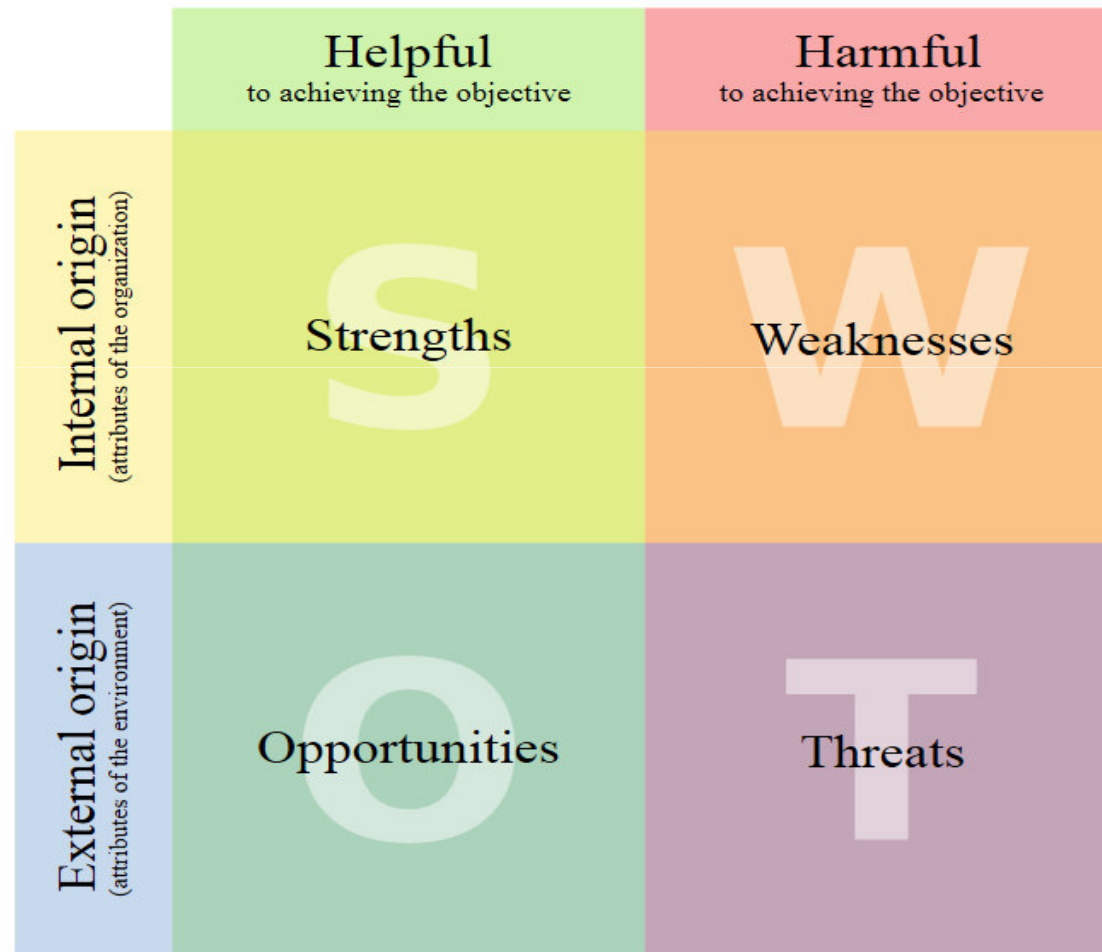 Helpful
to achieving the objective
Harmful
to achieving the objective
Internal origin
(attributes of the organization)
S
Strengths
W
Weaknesses
External origin
(attributes of the environment)
O
Opportunities
T
Threats